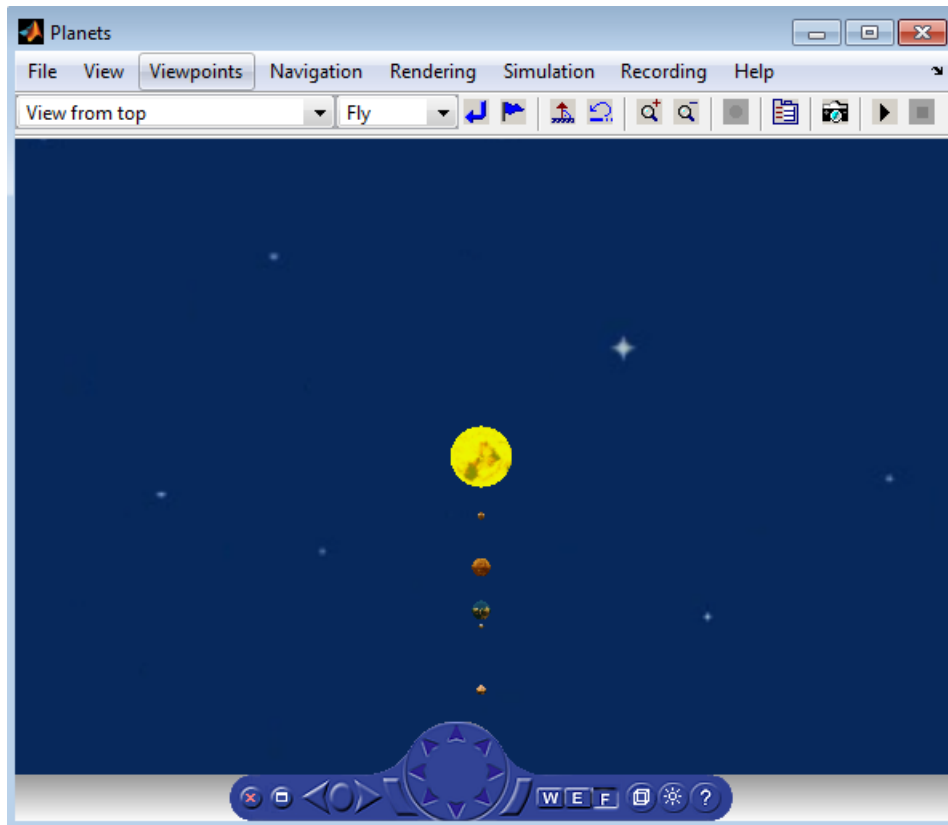 Planets
File View Viewpoints Navigation Rendering Simulation Recording Help
View from top Fly
W E F ?